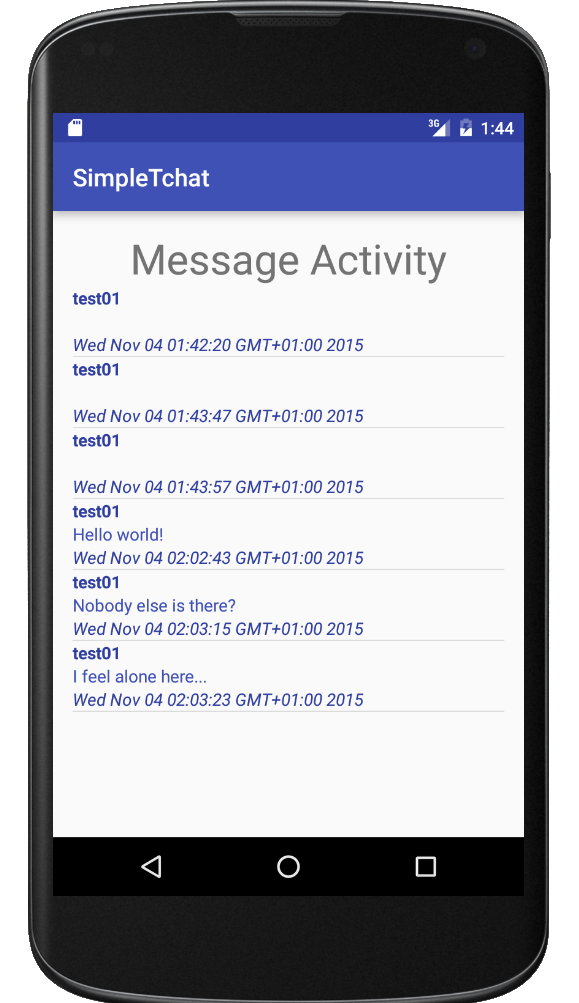 3G 1:44
SimpleTchat
Message Activity
test01
Wed Nov 04 01:42:20 GMT+01:00 2015
test01
Wed Nov 04 01:43:47 GMT+01:00 2015
test01
Wed Nov 04 01:43:57 GMT+01:00 2015
test01
Hello world!
Wed Nov 04 02:02:43 GMT+01:00 2015
test01
Nobody else is there?
Wed Nov 04 02:03:15 GMT+01:00 2015
test01
I feel alone here...
Wed Nov 04 02:03:23 GMT+01:00 2015